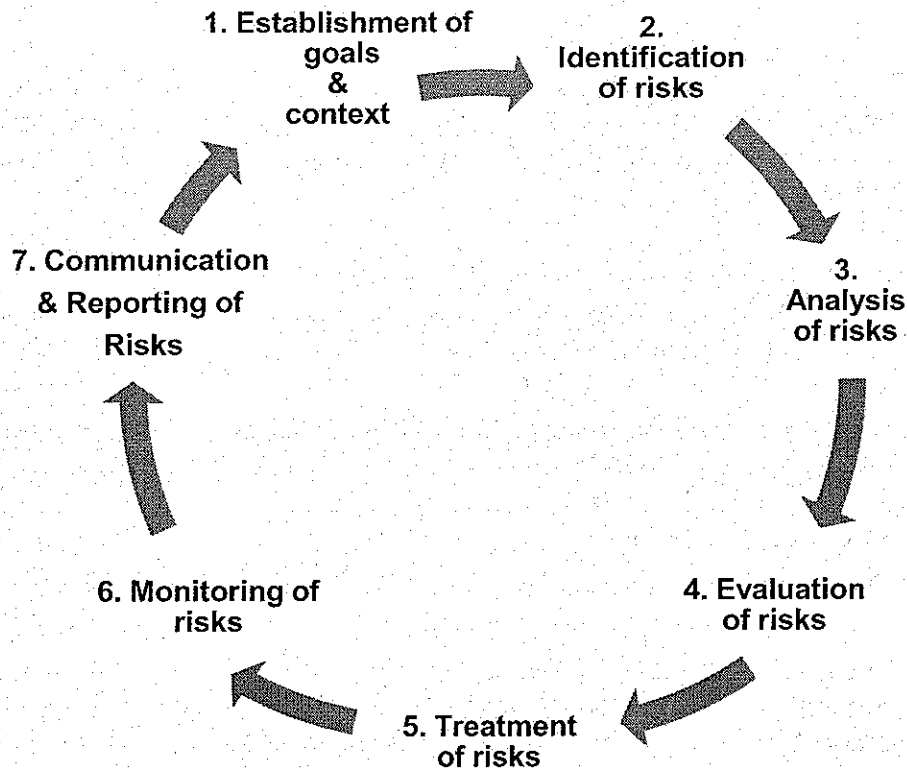 1. Establishment of
goals
&
context
2.
Identification
of risks
3.
Analysis
of risks
4. Evaluation
of risks
5. Treatment
of risks
6. Monitoring of
risks
7. Communication
& Reporting of
Risks